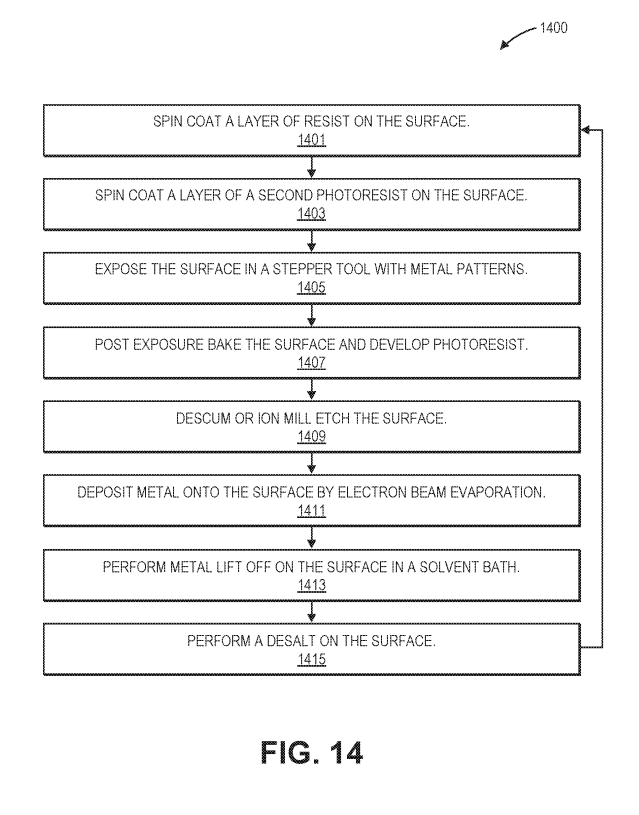 1400
SPIN COAT A LAYER OF RESIST ON THE SURFACE.
1401
SPIN COAT A LAYER OF A SECOND PHOTORESIST ON THE SURFACE.
1403
EXPOSE THE SURFACE IN A STEPPER TOOL WITH METAL PATTERNS.
1405
POST EXPOSURE BAKE THE SURFACE AND DEVELOP PHOTORESIST.
1407
DESCUM OR ION MILL ETCH THE SURFACE.
1409
DEPOSIT METAL ONTO THE SURFACE BY ELECTRON BEAM EVAPORATION.
1411
PERFORM METAL LIFT OFF ON THE SURFACE IN A SOLVENT BATH.
1413
PERFORM A DESALT ON THE SURFACE.
1415
FIG. 14